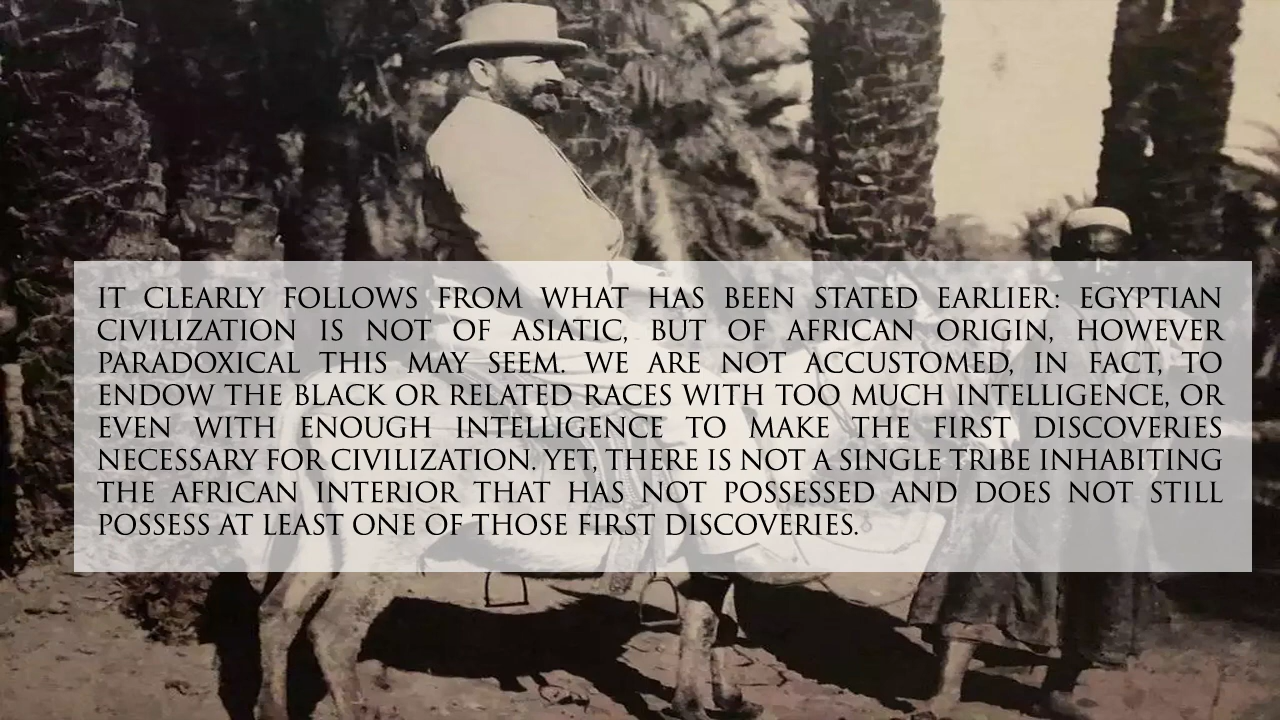 IT CLEARLY FOLLOWS FROM WHAT HAS BEEN STATED EARLIER: EGYPTIAN
CIVILIZATION IS NOT OF ASIATIC, BUT OF AFRICAN ORIGIN, HOWEVER
PARADOXICAL THIS MAY SEEM. WE ARE NOT ACCUSTOMED, IN FACT, TO
ENDOW THE BLACK OR RELATED RACES WITH TOO MUCH INTELLIGENCE, OR
EVEN WITH ENOUGH INTELLIGENCE TO MAKE THE FIRST DISCOVERIES
NECESSARY FOR CIVILIZATION. YET, THERE IS NOT A SINGLE TRIBE INHABITING
THE AFRICAN INTERIOR THAT HAS NOT POSSESSED AND DOES NOT STILL
POSSESS AT LEAST ONE OF THOSE FIRST DISCOVERIES.